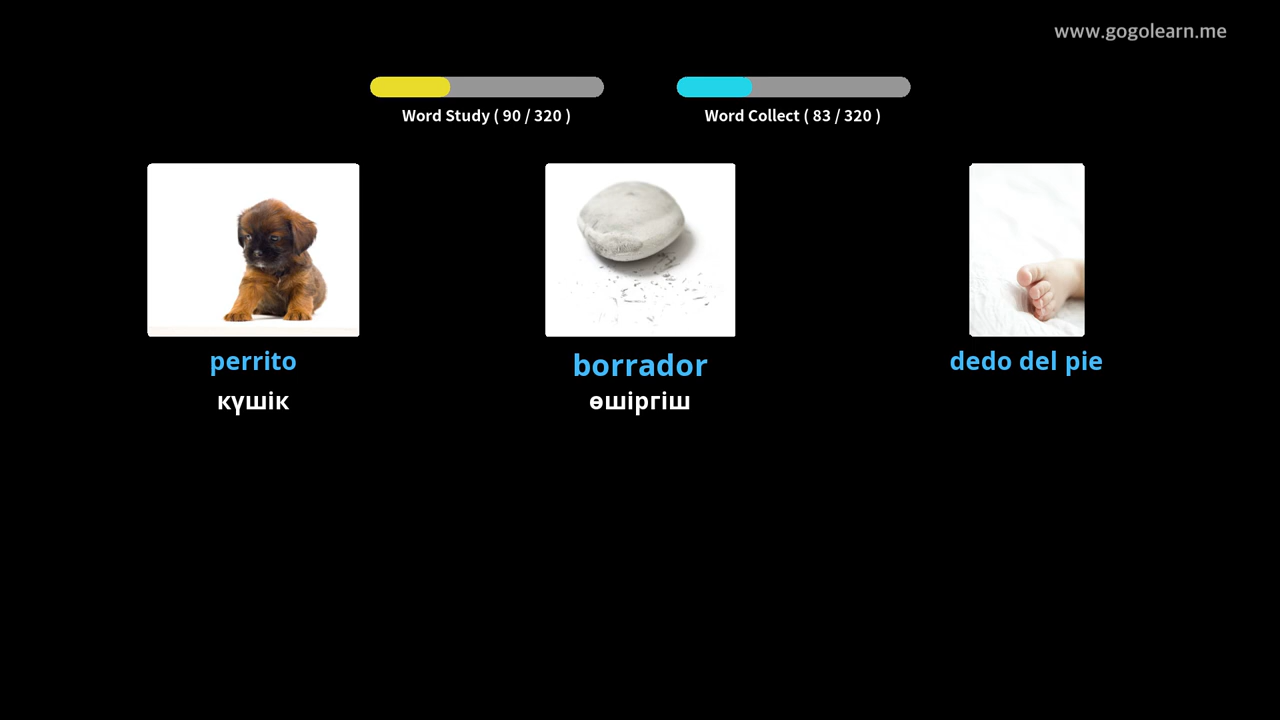 www.gogolearn.me
Word Study ( 90 / 320 )
Word Collect ( 83 / 320 )
perrito
borrador
dedo del pie
күшік
өшіргіш